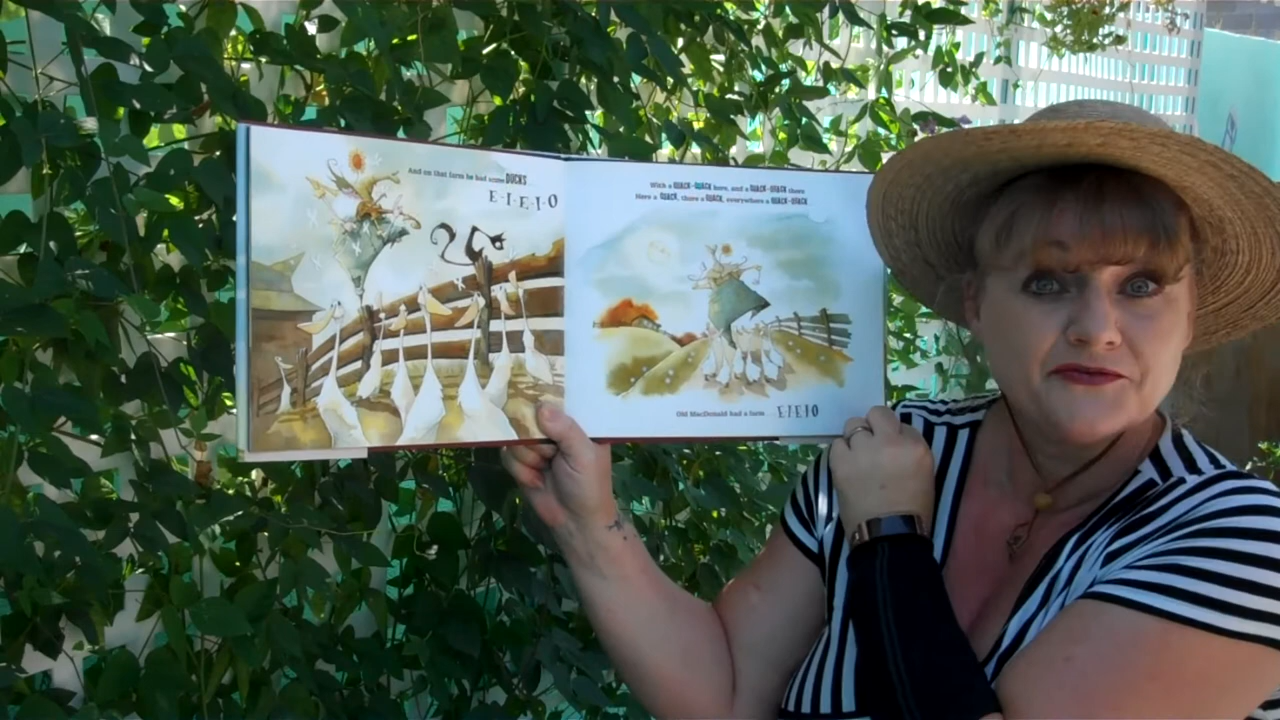 And on that farm he had some DUCKS
E-I-E-I-O
With a QUACK-QUACK here, and a QUACK-QUACK there
Here a QUACK, there a QUACK, everywhere a QUACK-QUACK
Old MacDonald had a farm E-I-E-I-O